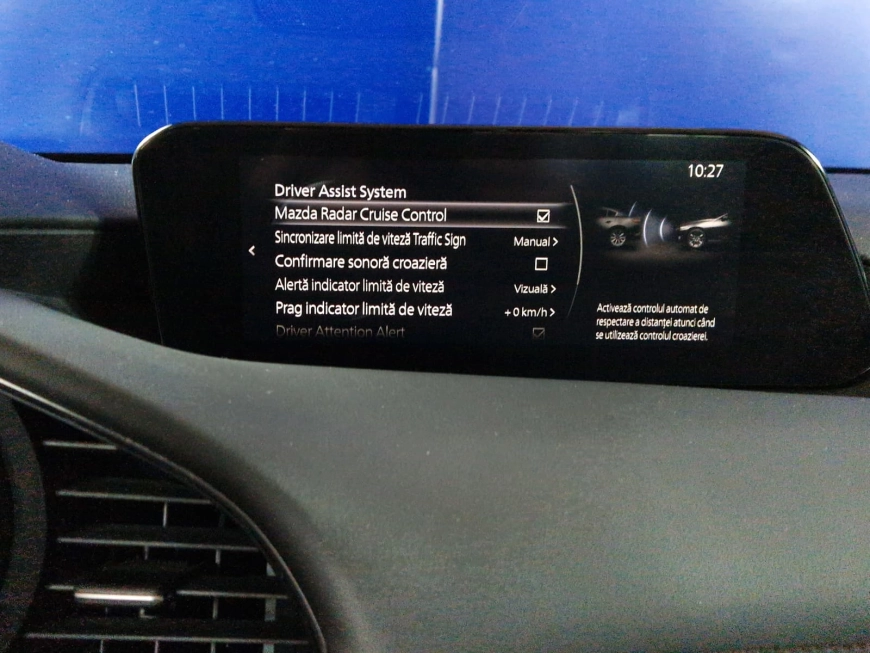 10:27
Driver Assist System
Mazda Radar Cruise Control
Sincronizare limită de viteză Traffic Sign Manual
Confirmare sonoră croazieră
Alertă indicator limită de viteză Vizuală
Prag indicator limită de viteză +0 km/h
Driver Attention Alert
Activează controlul automat de
respectare a distanței atunci când
se utilizează controlul croazierei.